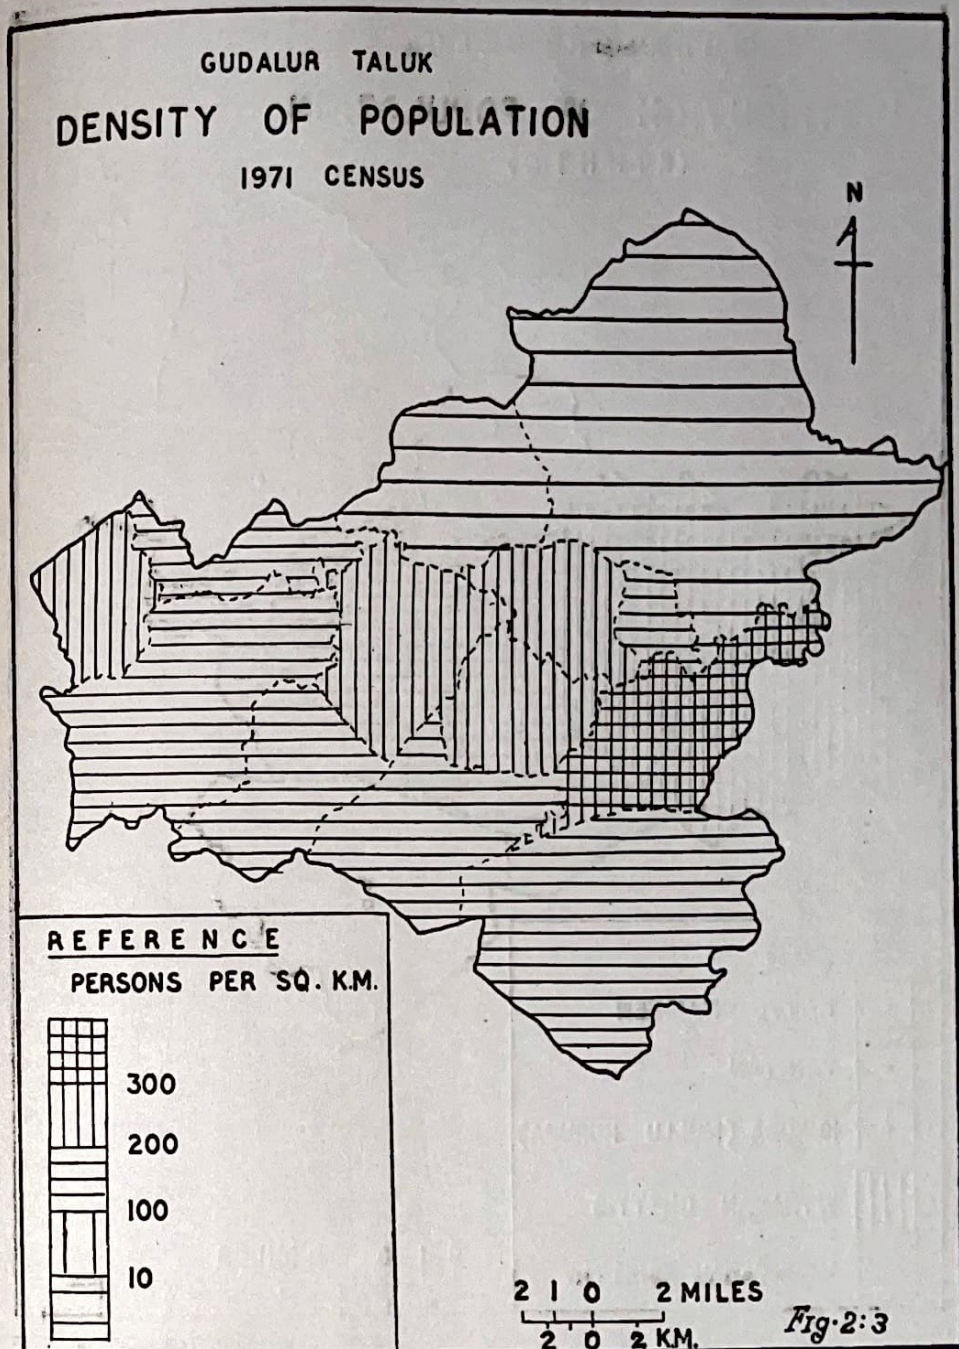 GUDALUR TALUK
DENSITY OF POPULATION
1971 CENSUS
N
REFERENCE
PERSONS PER SQ. K.M.
300
200
100
10
2 1 0 2 MILES
2 0 2 K.M.
Fig·2:3